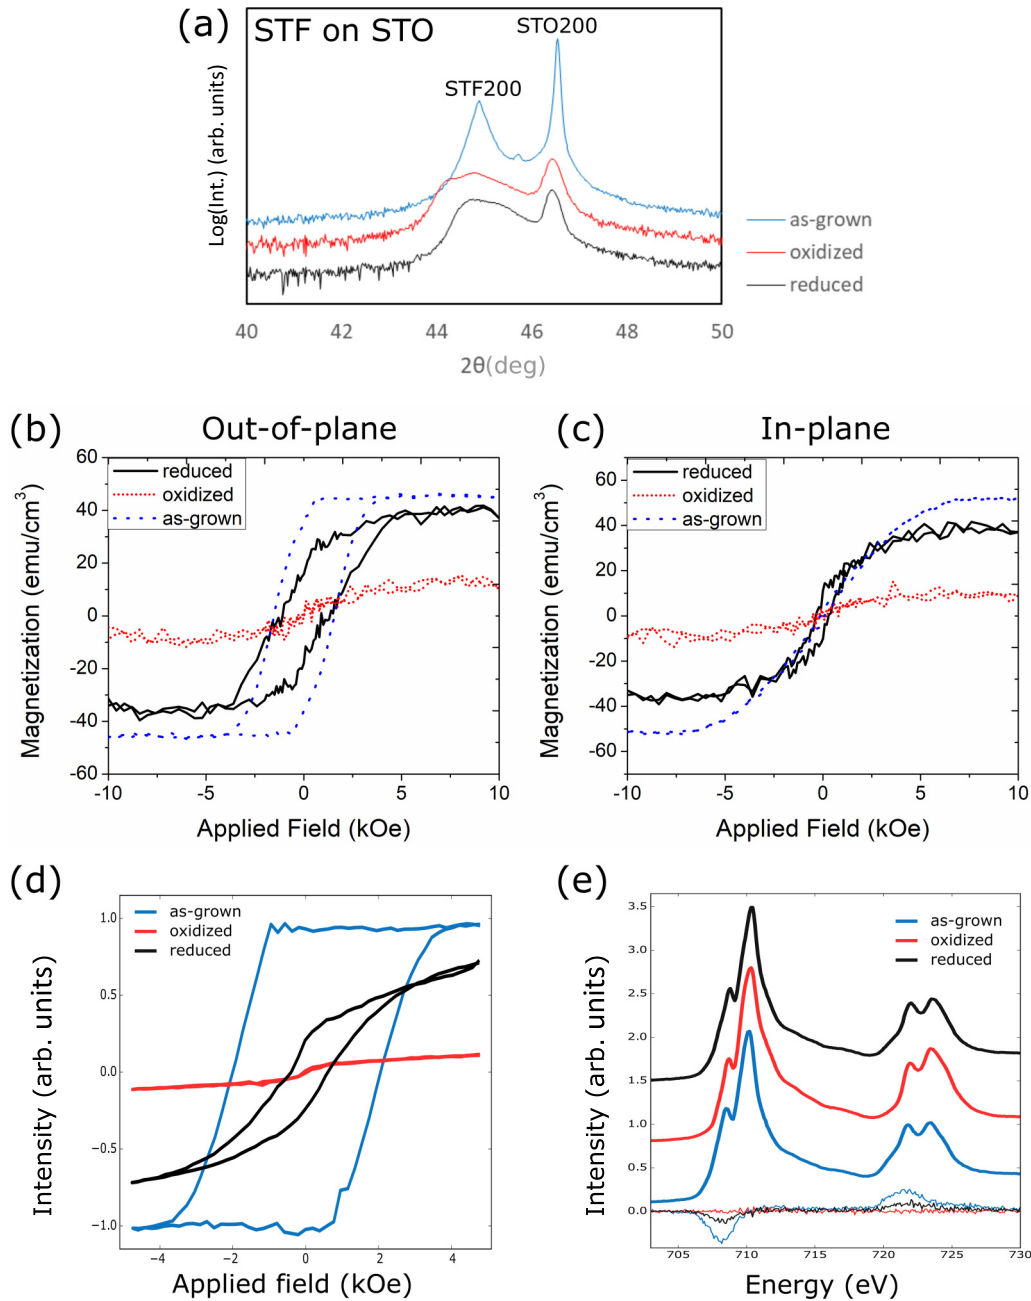 (a)
STF on STO
STO200
STF200
Log(Int.) (arb. units)
as-grown
oxidized
reduced
40 42 44 46 48 50
2θ(deg)
(b)
Out-of-plane
60
40
20
0
-20
-40
-60
Magnetization (emu/cm³)
reduced
oxidized
as-grown
-10 -5 0 5 10
Applied Field (kOe)
(c)
In-plane
60
40
20
0
-20
-40
-60
Magnetization (emu/cm³)
reduced
oxidized
as-grown
-10 -5 0 5 10
Applied Field (kOe)
(d)
1.0
0.5
0.0
−0.5
−1.0
Intensity (arb. units)
as-grown
oxidized
reduced
−4 −2 0 2 4
Applied field (kOe)
(e)
3.5
3.0
2.5
2.0
1.5
1.0
0.5
0.0
Intensity (arb. units)
as-grown
oxidized
reduced
705 710 715 720 725 730
Energy (eV)